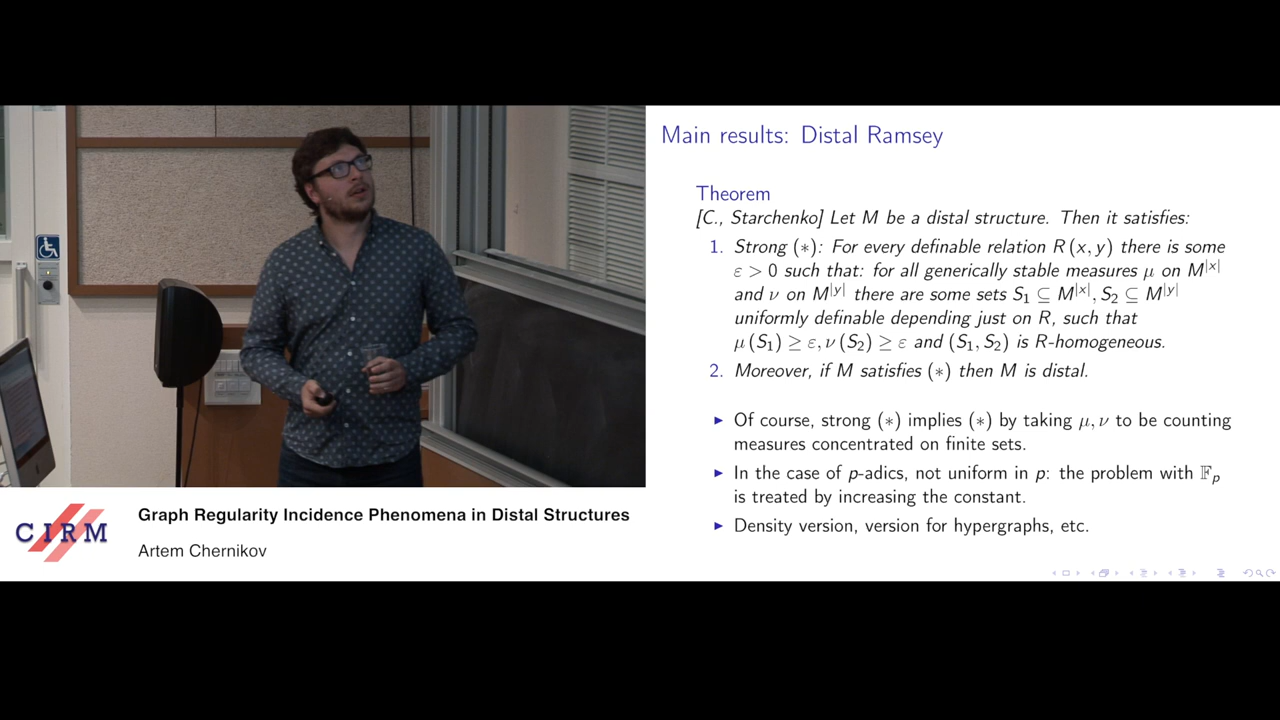 Main results: Distal Ramsey
Theorem
[C., Starchenko] Let M be a distal structure. Then it satisfies:
1. Strong (∗): For every definable relation R (x, y) there is some
ε > 0 such that: for all generically stable measures μ on M^|x|
and ν on M^|y| there are some sets S₁ ⊆ M^|x|, S₂ ⊆ M^|y|
uniformly definable depending just on R, such that
μ (S₁) ≥ ε, ν (S₂) ≥ ε and (S₁, S₂) is R-homogeneous.
2. Moreover, if M satisfies (∗) then M is distal.
▶ Of course, strong (∗) implies (∗) by taking μ, ν to be counting
measures concentrated on finite sets.
▶ In the case of p-adics, not uniform in p: the problem with 𝔽ₚ
is treated by increasing the constant.
▶ Density version, version for hypergraphs, etc.
CIRM
Graph Regularity Incidence Phenomena in Distal Structures
Artem Chernikov